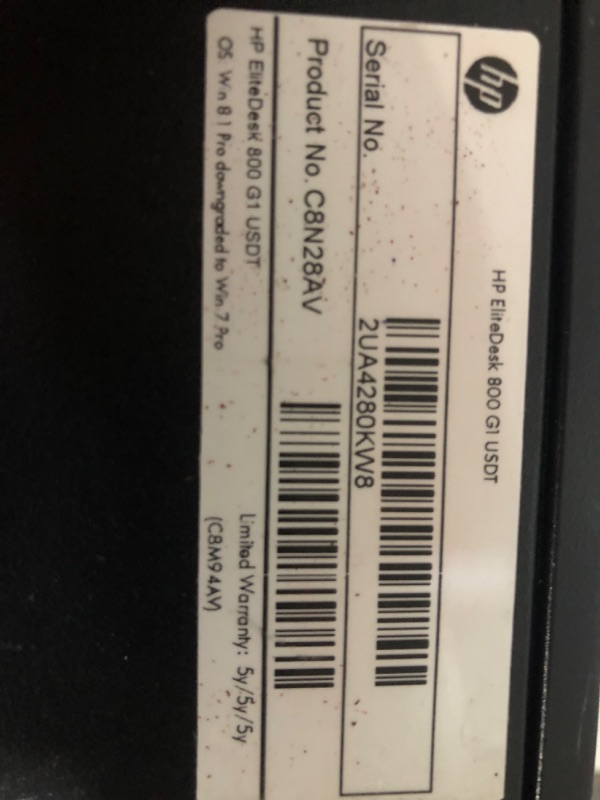 hp
HP EliteDesk 800 G1 USDT
Serial No.
2UA4280KW8
Product No. C8N28AV
HP EliteDesk 800 G1 USDT
Limited Warranty: 5y/5y/5y
OS Win 8 1 Pro downgraded to Win 7 Pro
(C8M94AV)